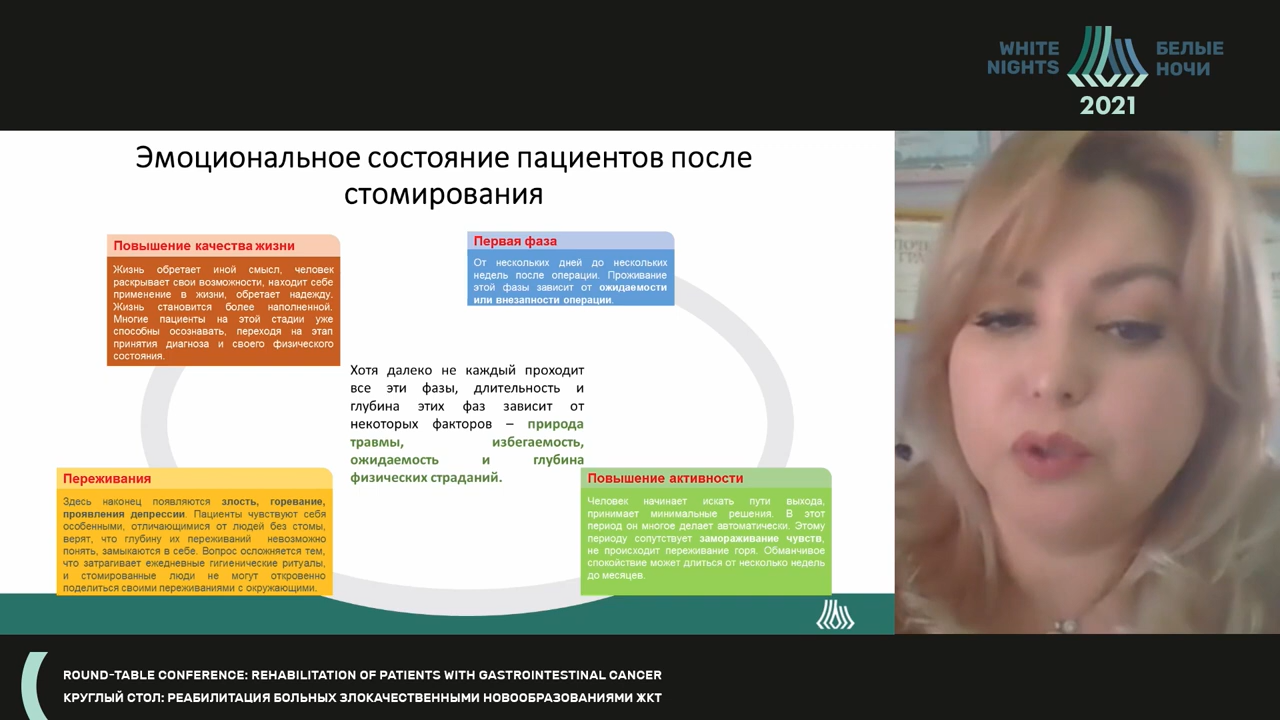 WHITE
NIGHTS
БЕЛЫЕ
НОЧИ
2021
Эмоциональное состояние пациентов после
стомирования
Повышение качества жизни
Жизнь обретает иной смысл, человек
раскрывает свои возможности, находит себе
применение в жизни, обретает надежду.
Жизнь становится более наполненной.
Многие пациенты на этой стадии уже
способны осознавать, переходя на этап
принятия диагноза и своего физического
состояния.
Первая фаза
От нескольких дней до нескольких
недель после операции. Проживание
этой фазы зависит от ожидаемости
или внезапности операции.
Хотя далеко не каждый проходит
все эти фазы, длительность и
глубина этих фаз зависит от
некоторых факторов – природа
травмы, избегаемость,
ожидаемость и глубина
физических страданий.
Переживания
Здесь наконец появляются злость, горевание,
проявления депрессии. Пациенты чувствуют себя
особенными, отличающимися от людей без стомы,
верят, что глубину их переживаний невозможно
понять, замыкаются в себе. Вопрос осложняется тем,
что затрагивает ежедневные гигиенические ритуалы,
и стомированные люди не могут откровенно
поделиться своими переживаниями с окружающими.
Повышение активности
Человек начинает искать пути выхода,
принимает минимальные решения. В этот
период он многое делает автоматически. Этому
периоду сопутствует замораживание чувств,
не происходит переживание горя. Обманчивое
спокойствие может длиться от несколько недель
до месяцев.
ROUND-TABLE CONFERENCE: REHABILITATION OF PATIENTS WITH GASTROINTESTINAL CANCER
КРУГЛЫЙ СТОЛ: РЕАБИЛИТАЦИЯ БОЛЬНЫХ ЗЛОКАЧЕСТВЕННЫМИ НОВООБРАЗОВАНИЯМИ ЖКТ